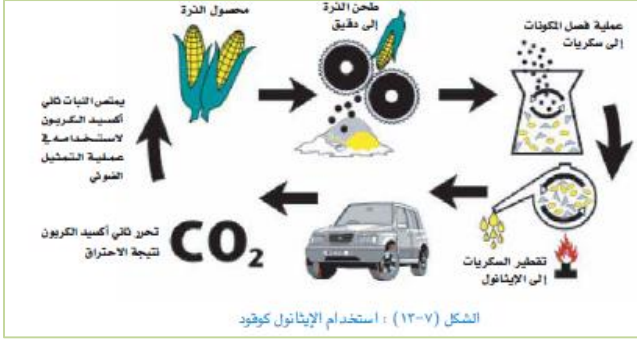 محصول الذرة
طحن الذرة
إلى دقيق
عملية فصل المكونات
إلى سكريات
يمتص النبات ثاني
أكسيد الكربون
لاستخدامه في
عملية التمثيل
الضوئي
CO2
تحرر ثاني أكسيد الكربون
نتيجة الاحتراق
تقطير السكريات
إلى الإيثانول
الشكل (٧-١٣) : استخدام الإيثانول كوقود